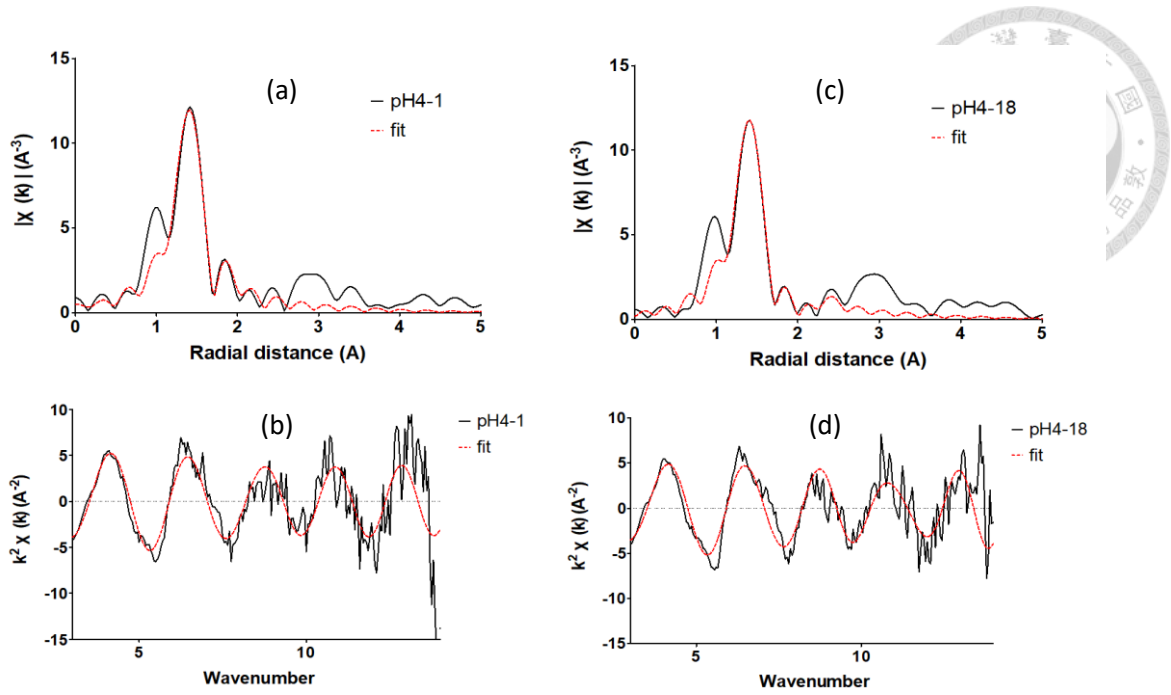 (a)
15
10
5
0
|χ (k) | (A⁻³)
pH4-1
fit
0 1 2 3 4 5
Radial distance (A)
(c)
15
10
5
0
|χ (k) | (A⁻³)
pH4-18
fit
0 1 2 3 4 5
Radial distance (A)
國
敦
品
(b)
10
5
0
-5
-10
-15
k² χ (k) (A⁻²)
pH4-1
fit
5 10
Wavenumber
(d)
10
5
0
-5
-10
-15
k² χ (k) (A⁻²)
pH4-18
fit
5 10
Wavenumber